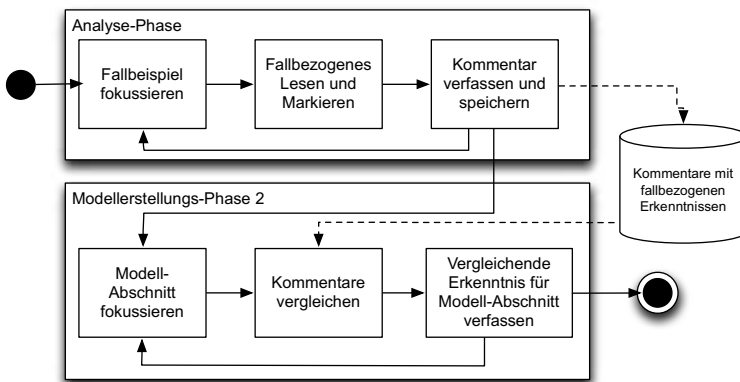 Analyse-Phase
Fallbeispiel
fokussieren
Fallbezogenes
Lesen und
Markieren
Kommentar
verfassen und
speichern
Kommentare mit
fallbezogenen
Erkenntnissen
Modellerstellungs-Phase 2
Modell-
Abschnitt
fokussieren
Kommentare
vergleichen
Vergleichende
Erkenntnis für
Modell-Abschnitt
verfassen